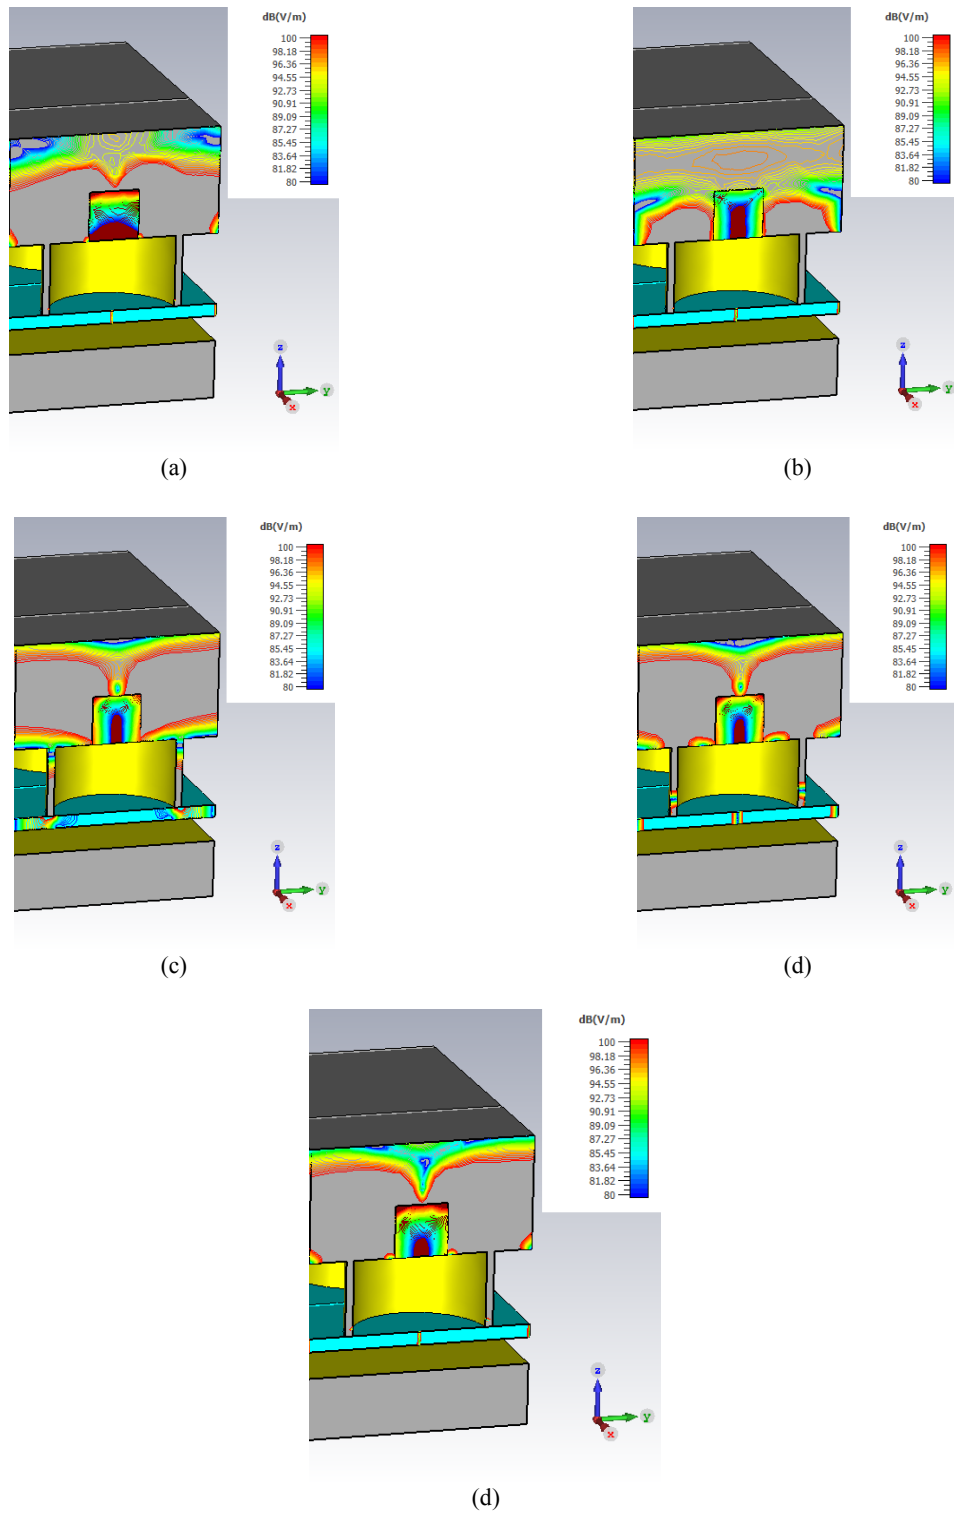 dB(V/m)
100
98.18
96.36
94.55
92.73
90.91
89.09
87.27
85.45
83.64
81.82
80
z
y
x
(a)
dB(V/m)
100
98.18
96.36
94.55
92.73
90.91
89.09
87.27
85.45
83.64
81.82
80
z
y
x
(b)
dB(V/m)
100
98.18
96.36
94.55
92.73
90.91
89.09
87.27
85.45
83.64
81.82
80
z
y
x
(c)
dB(V/m)
100
98.18
96.36
94.55
92.73
90.91
89.09
87.27
85.45
83.64
81.82
80
z
y
x
(d)
dB(V/m)
100
98.18
96.36
94.55
92.73
90.91
89.09
87.27
85.45
83.64
81.82
80
z
y
x
(d)